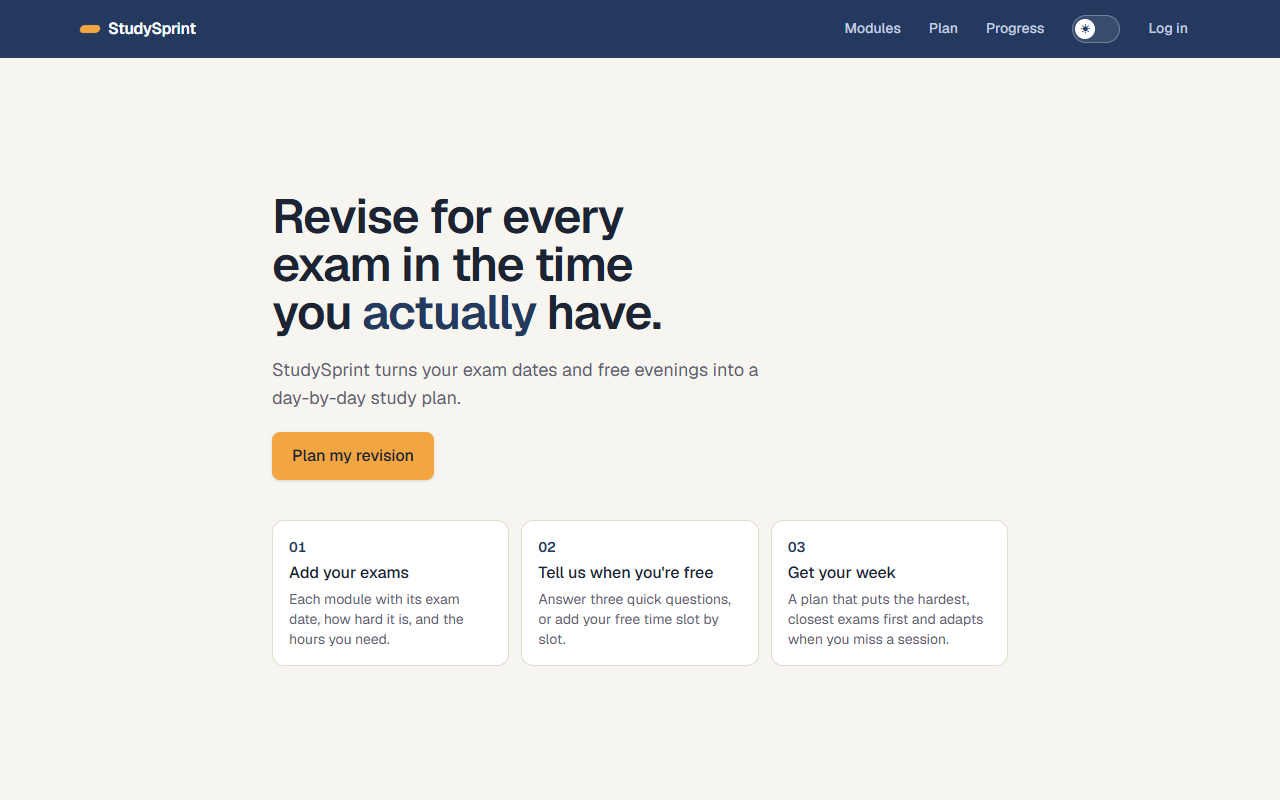 StudySprint
Modules
Plan
Progress
Log in
Revise for every
exam in the time
you actually have.
StudySprint turns your exam dates and free evenings into a
day-by-day study plan.
Plan my revision
01
Add your exams
Each module with its exam
date, how hard it is, and the
hours you need.
02
Tell us when you're free
Answer three quick questions,
or add your free time slot by
slot.
03
Get your week
A plan that puts the hardest,
closest exams first and adapts
when you miss a session.